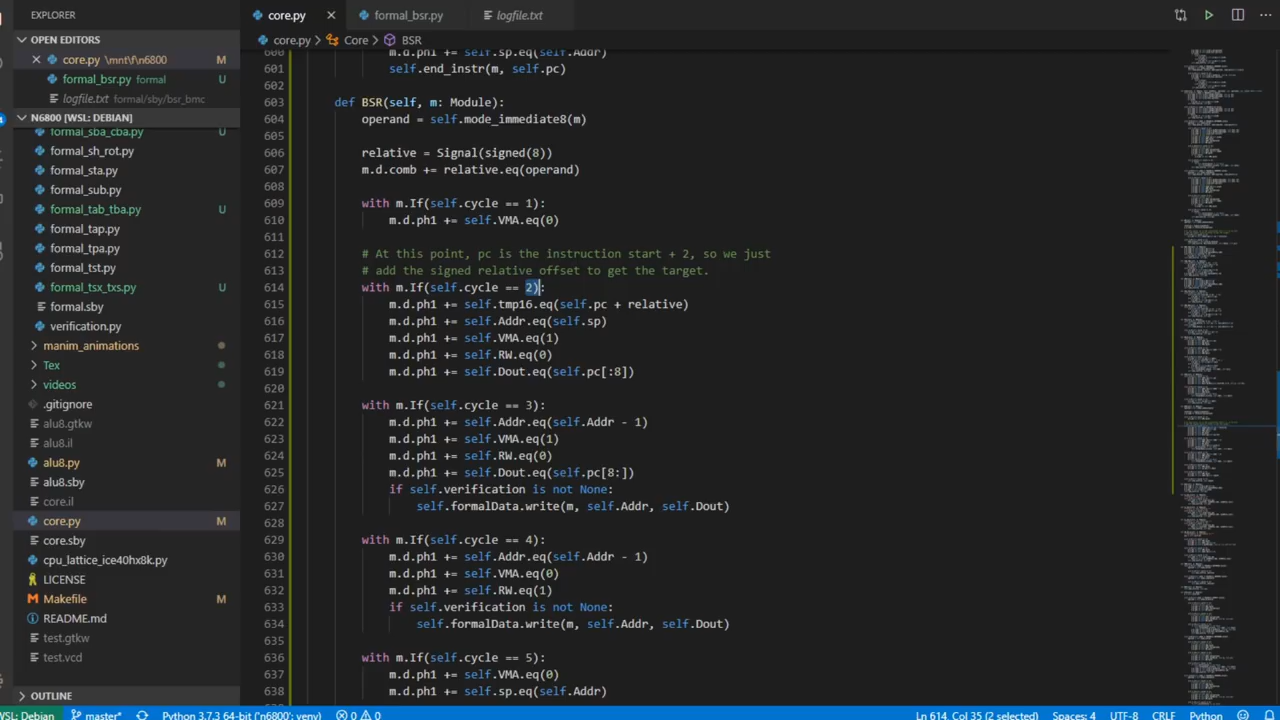 EXPLORER
OPEN EDITORS
core.py \mnt\f\n6800 M
formal_bsr.py formal U
logfile.txt formal/sby/bsr_bmc
N6800 [WSL: DEBIAN]
formal_sba_cba.py U
formal_sh_rot.py
formal_sta.py
formal_sub.py
formal_tab_tba.py U
formal_tap.py
formal_tpa.py
formal_tst.py
formal_tsx_txs.py U
formal.sby
verification.py
manim_animations
Tex
videos
.gitignore
alu8.gtkw
alu8.il
alu8.py M
alu8.sby
core.il
core.py M
core.sby
cpu_lattice_ice40hx8k.py
LICENSE
Makefile M
README.md
test.gtkw
test.vcd
OUTLINE
core.py
formal_bsr.py
logfile.txt
core.py > Core > BSR
600 m.d.ph1 += self.sp.eq(self.Addr)
601 self.end_instr(m, self.pc)
602
603 def BSR(self, m: Module):
604 operand = self.mode_immediate8(m)
605
606 relative = Signal(signed(8))
607 m.d.comb += relative.eq(operand)
608
609 with m.If(self.cycle == 1):
610 m.d.ph1 += self.VMA.eq(0)
611
612 # At this point, pc is the instruction start + 2, so we just
613 # add the signed relative offset to get the target.
614 with m.If(self.cycle == 2):
615 m.d.ph1 += self.tmp16.eq(self.pc + relative)
616 m.d.ph1 += self.Addr.eq(self.sp)
617 m.d.ph1 += self.VMA.eq(1)
618 m.d.ph1 += self.RW.eq(0)
619 m.d.ph1 += self.Dout.eq(self.pc[:8])
620
621 with m.If(self.cycle == 3):
622 m.d.ph1 += self.Addr.eq(self.Addr - 1)
623 m.d.ph1 += self.VMA.eq(1)
624 m.d.ph1 += self.RW.eq(0)
625 m.d.ph1 += self.Dout.eq(self.pc[8:])
626 if self.verification is not None:
627 self.formalData.write(m, self.Addr, self.Dout)
628
629 with m.If(self.cycle == 4):
630 m.d.ph1 += self.Addr.eq(self.Addr - 1)
631 m.d.ph1 += self.VMA.eq(0)
632 m.d.ph1 += self.RW.eq(1)
633 if self.verification is not None:
634 self.formalData.write(m, self.Addr, self.Dout)
635
636 with m.If(self.cycle == 5):
637 m.d.ph1 += self.VMA.eq(0)
638 m.d.ph1 += self.sp.eq(self.Addr)
WSL: Debian master* Python 3.7.3 64-bit ('n6800': venv) 0 0 Ln 614, Col 35 (2 selected) Spaces: 4 UTF-8 CRLF Python